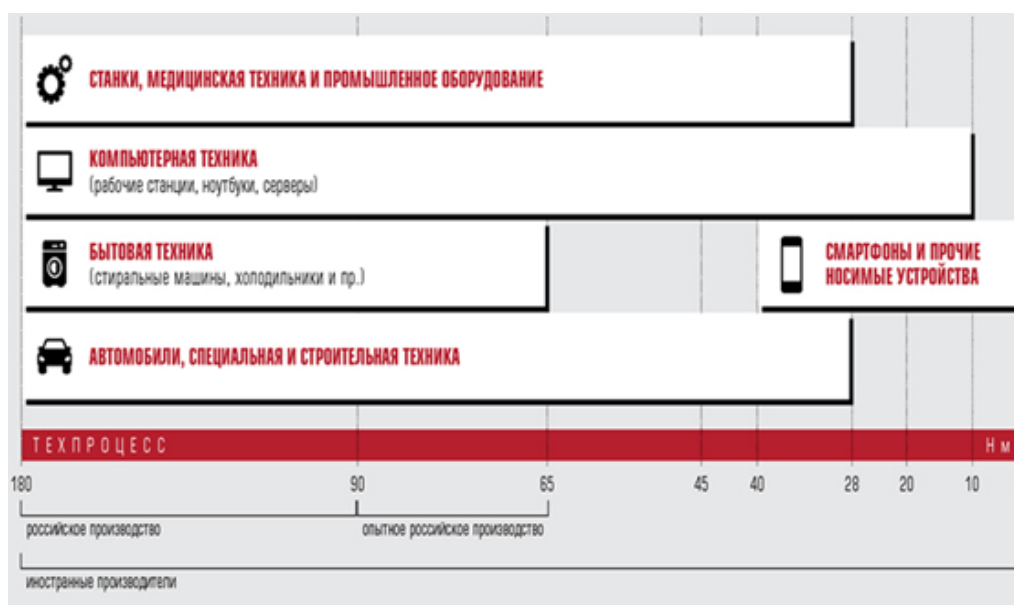 СТАНКИ, МЕДИЦИНСКАЯ ТЕХНИКА И ПРОМЫШЛЕННОЕ ОБОРУДОВАНИЕ
КОМПЬЮТЕРНАЯ ТЕХНИКА
(рабочие станции, ноутбуки, серверы)
БЫТОВАЯ ТЕХНИКА
(стиральные машины, холодильники и пр.)
СМАРТФОНЫ И ПРОЧИЕ
НОСИМЫЕ УСТРОЙСТВА
АВТОМОБИЛИ, СПЕЦИАЛЬНАЯ И СТРОИТЕЛЬНАЯ ТЕХНИКА
ТЕХПРОЦЕСС Нм
180 90 65 45 40 28 20 10
российское производство опытное российское производство
иностранные производители